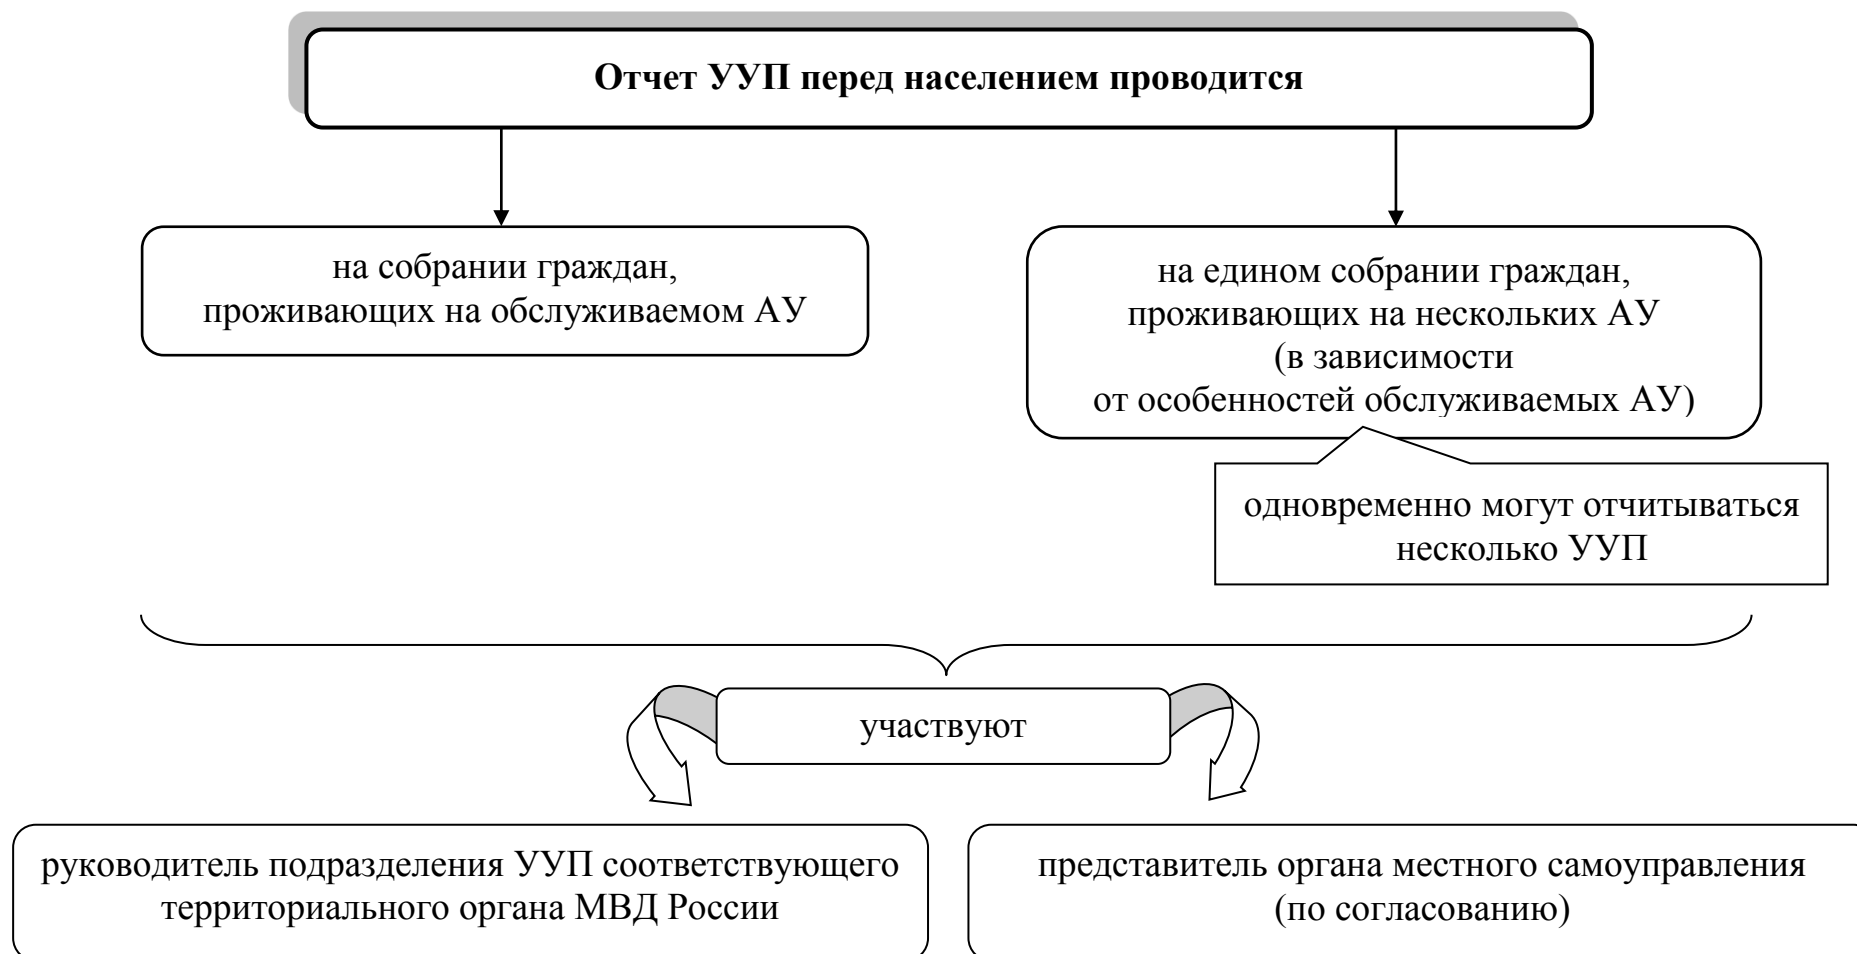 Отчет УУП перед населением проводится
на собрании граждан,
проживающих на обслуживаемом АУ
на едином собрании граждан,
проживающих на нескольких АУ
(в зависимости
от особенностей обслуживаемых АУ)
одновременно могут отчитываться
несколько УУП
участвуют
руководитель подразделения УУП соответствующего
территориального органа МВД России
представитель органа местного самоуправления
(по согласованию)